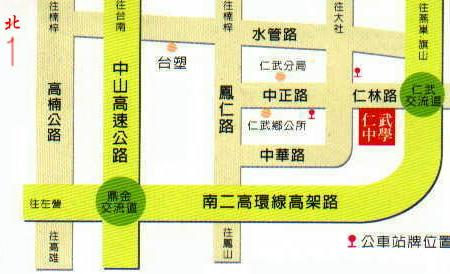 北
往楠梓
往台南
往楠梓
往大社
往燕巢·旗山
水管路
台塑
仁武分局
高楠公路
中山高速公路
鳳仁路
中正路
仁林路
仁武
交流道
仁武鄉公所
仁武
中學
中華路
往左營
鼎金
交流道
南二高環線高架路
往高雄
往鳳山
公車站牌位置